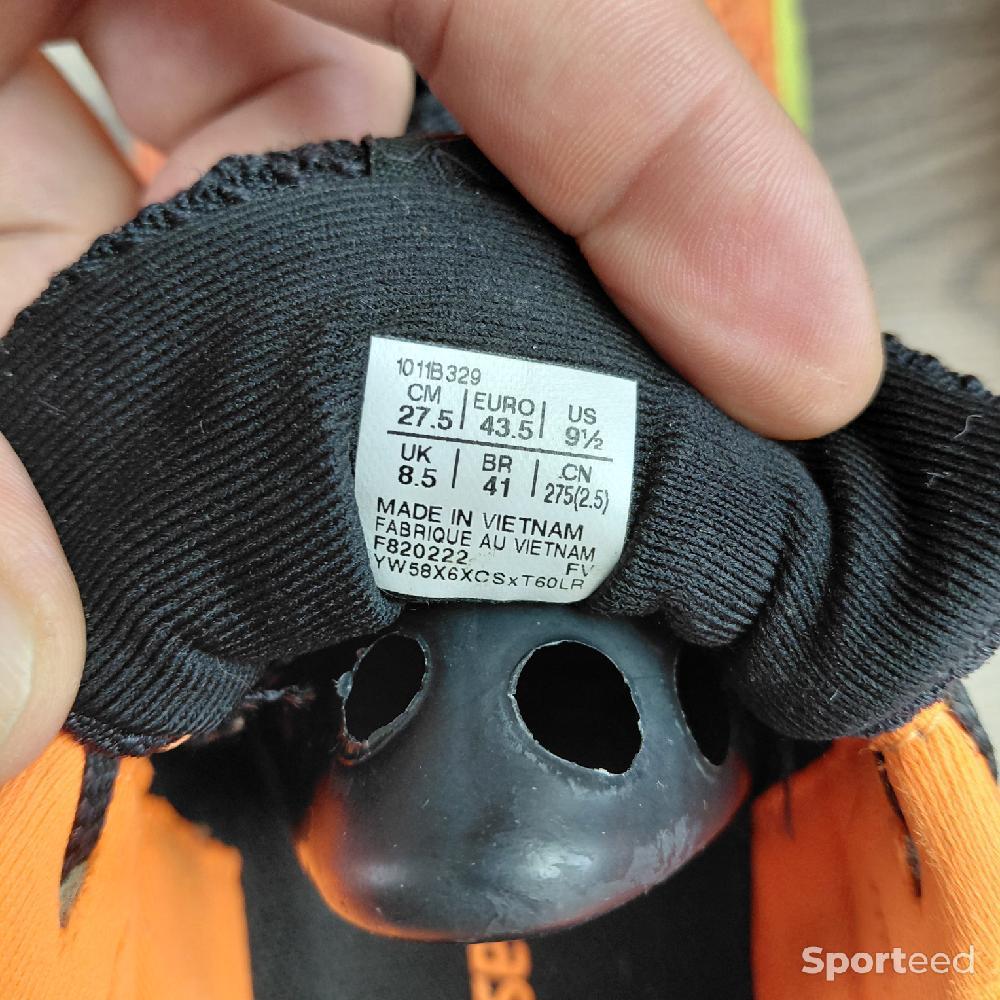 1011B329
CM EURO US
27.5 43.5 9½
UK BR CN
8.5 41 275(2.5)
MADE IN VIETNAM
FABRIQUE AU VIETNAM
F820222 FV
YW58X6XCSxT60LR
SE
Sporteed